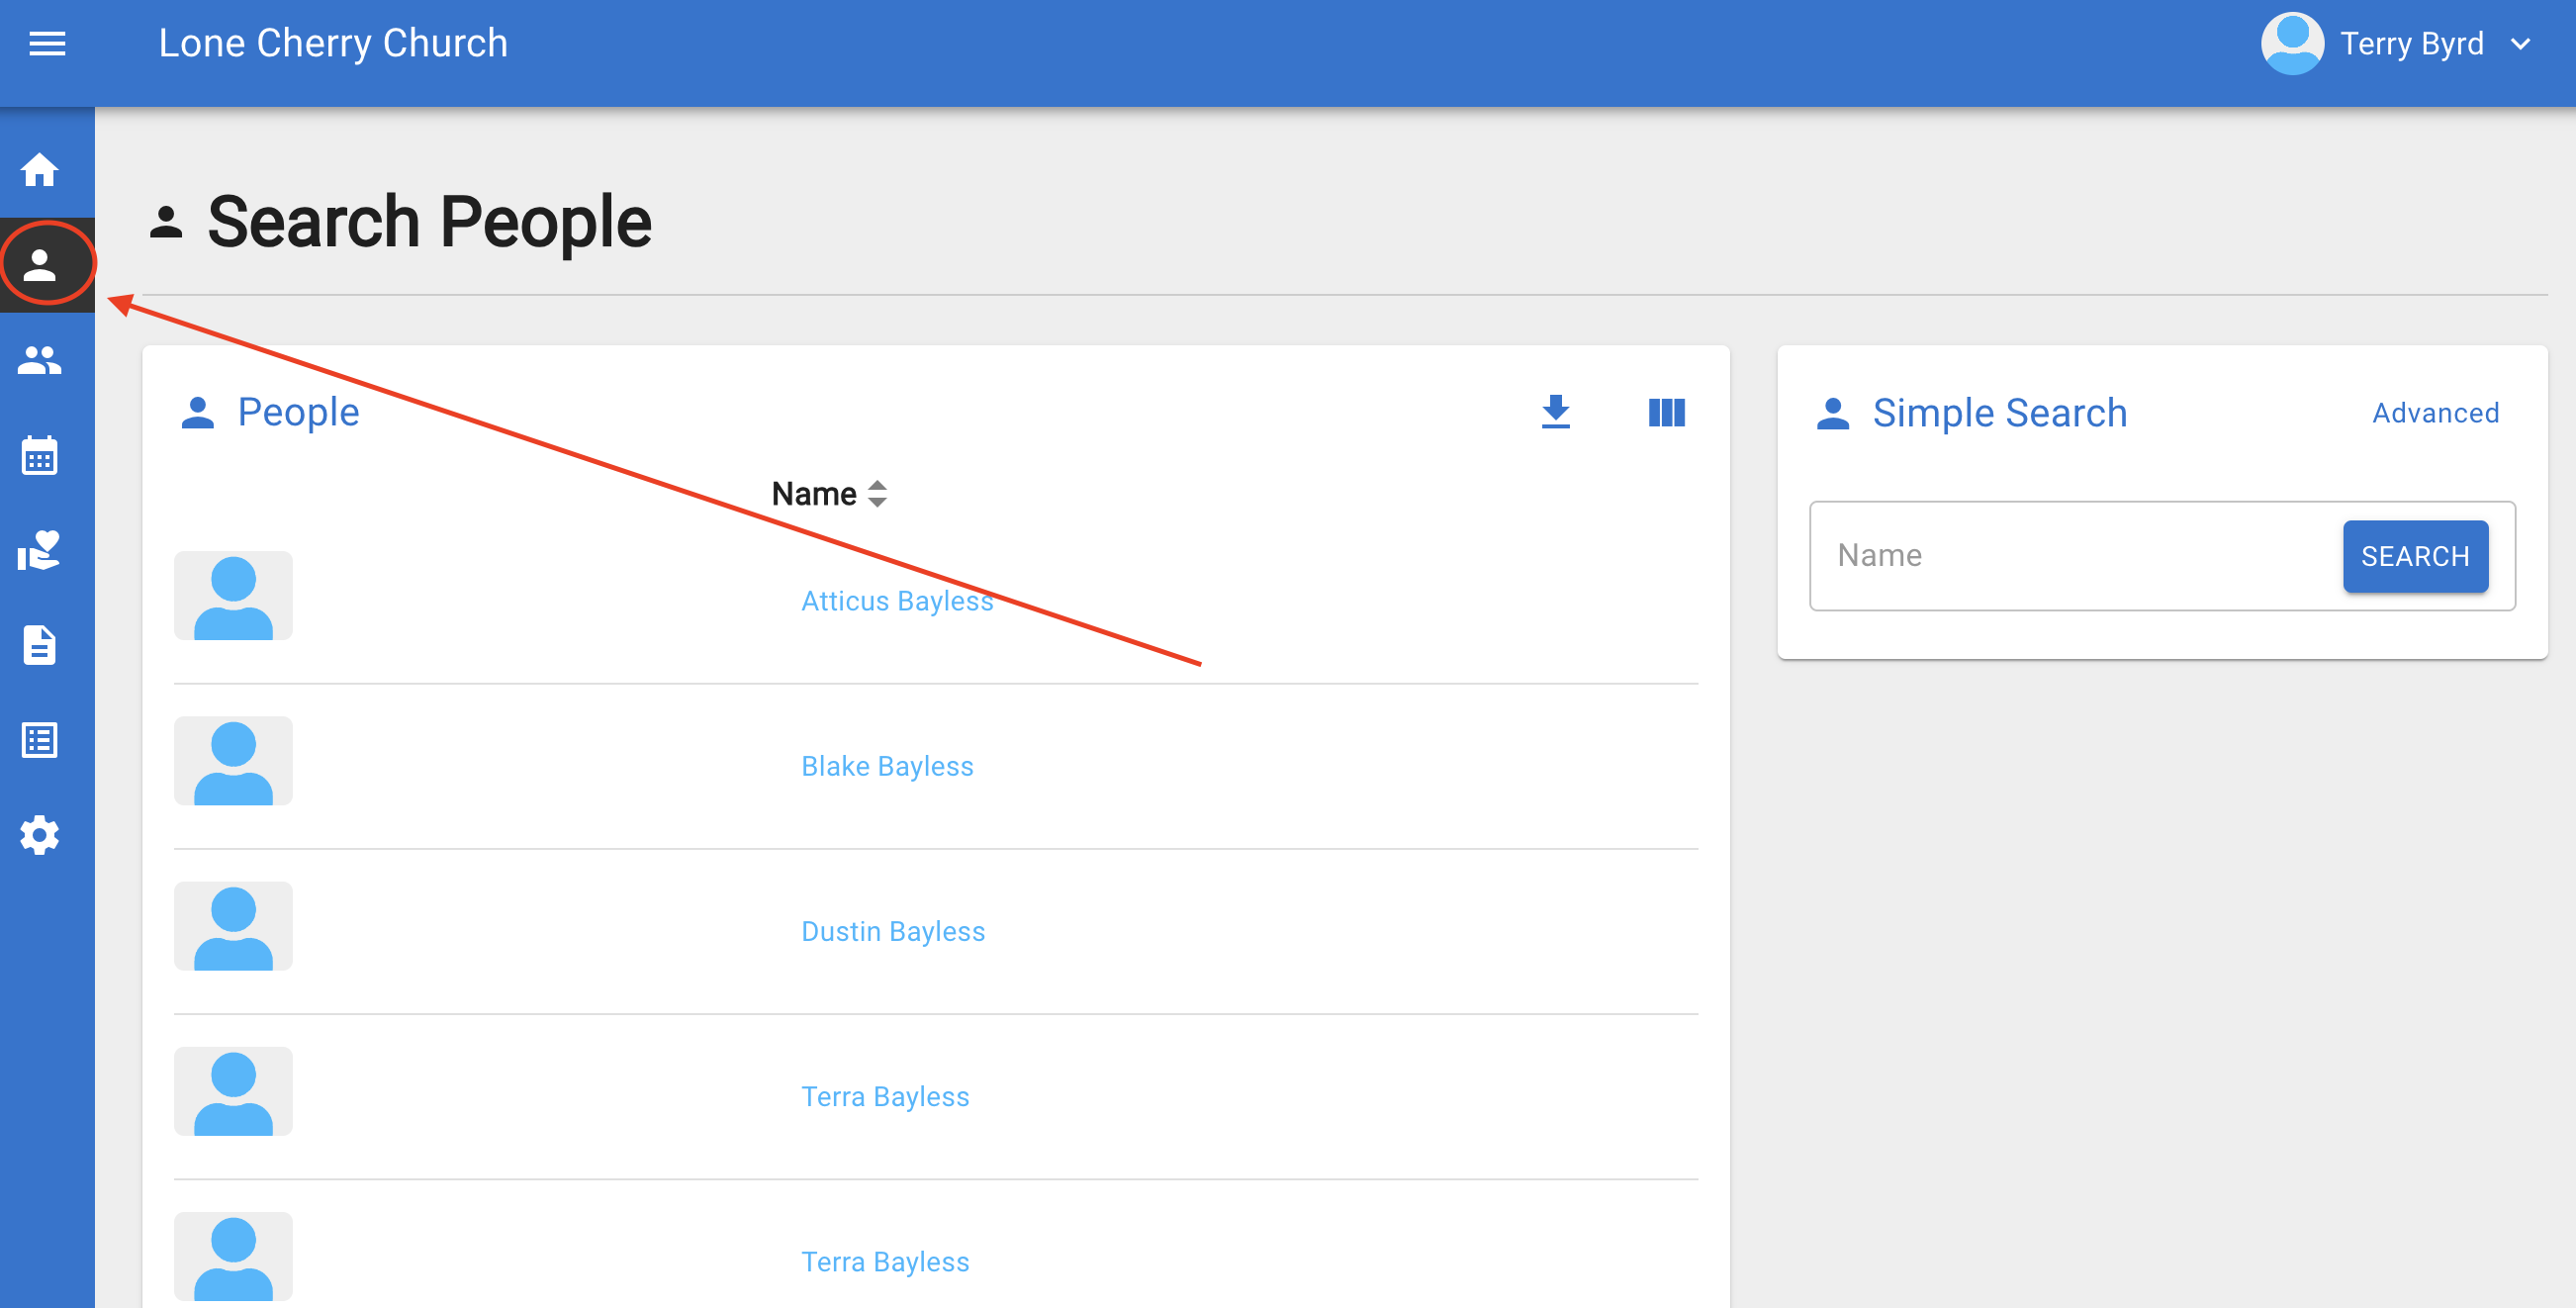 Lone Cherry Church
Terry Byrd
Search People
People
Name
Atticus Bayless
Blake Bayless
Dustin Bayless
Terra Bayless
Terra Bayless
Simple Search
Advanced
Name
SEARCH